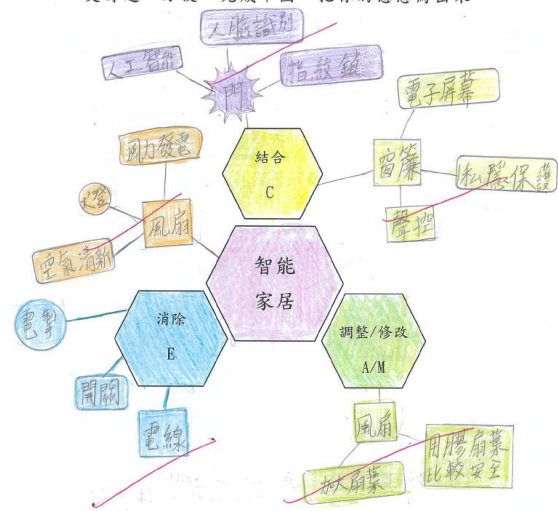 人臉識別
人工智能
指紋鎖
門
電子屏幕
風力發電
結合
C
窗簾
私隱保護
聲控
風扇
空氣清新
智能
家居
消除
E
調整/修改
A/M
開關
電線
風扇
加大扇葉
用膠扇葉
比較安全